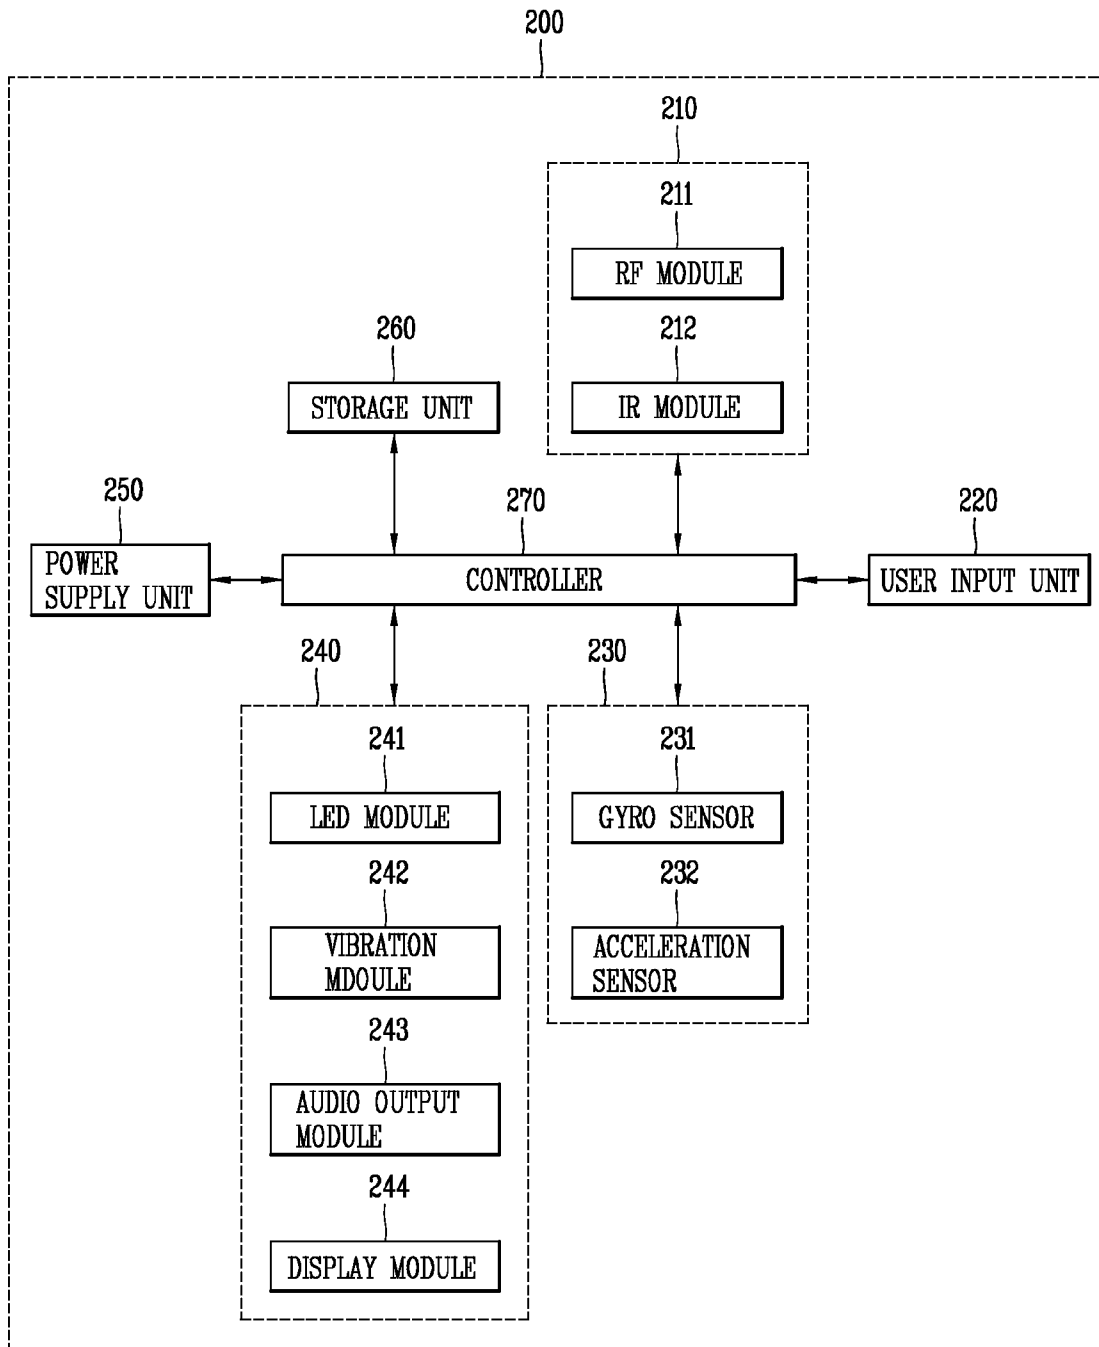 200
210
211
RF MODULE
260
212
STORAGE UNIT
IR MODULE
250
270
220
POWER
SUPPLY UNIT
CONTROLLER
USER INPUT UNIT
240
230
241
LED MODULE
242
VIBRATION
MDOULE
243
AUDIO OUTPUT
MODULE
244
DISPLAY MODULE
231
GYRO SENSOR
232
ACCELERATION
SENSOR